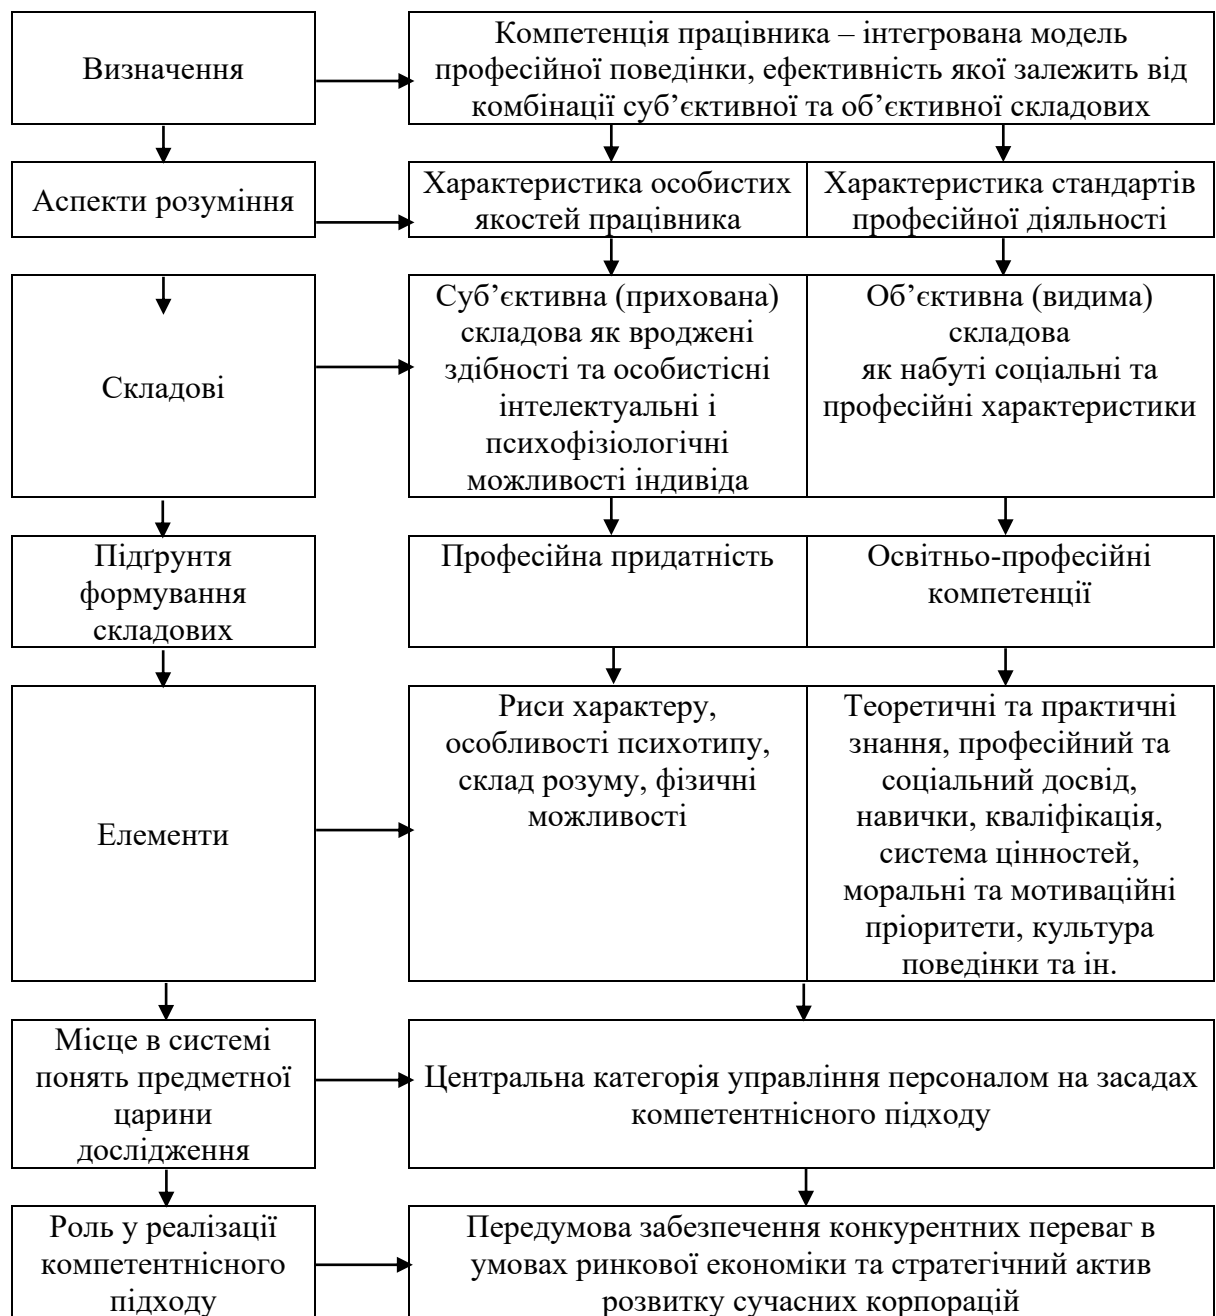 Визначення
Компетенція працівника – інтегрована модель
професійної поведінки, ефективність якої залежить від
комбінації суб’єктивної та об’єктивної складових
Аспекти розуміння
Характеристика особистих
якостей працівника
Характеристика стандартів
професійної діяльності
Складові
Суб’єктивна (прихована)
складова як вроджені
здібності та особистісні
інтелектуальні і
психофізіологічні
можливості індивіда
Об’єктивна (видима)
складова
як набуті соціальні та
професійні характеристики
Підґрунтя
формування
складових
Професійна придатність
Освітньо-професійні
компетенції
Елементи
Риси характеру,
особливості психотипу,
склад розуму, фізичні
можливості
Теоретичні та практичні
знання, професійний та
соціальний досвід,
навички, кваліфікація,
система цінностей,
моральні та мотиваційні
пріоритети, культура
поведінки та ін.
Місце в системі
понять предметної
царини
дослідження
Центральна категорія управління персоналом на засадах
компетентнісного підходу
Роль у реалізації
компетентнісного
підходу
Передумова забезпечення конкурентних переваг в
умовах ринкової економіки та стратегічний актив
розвитку сучасних корпорацій